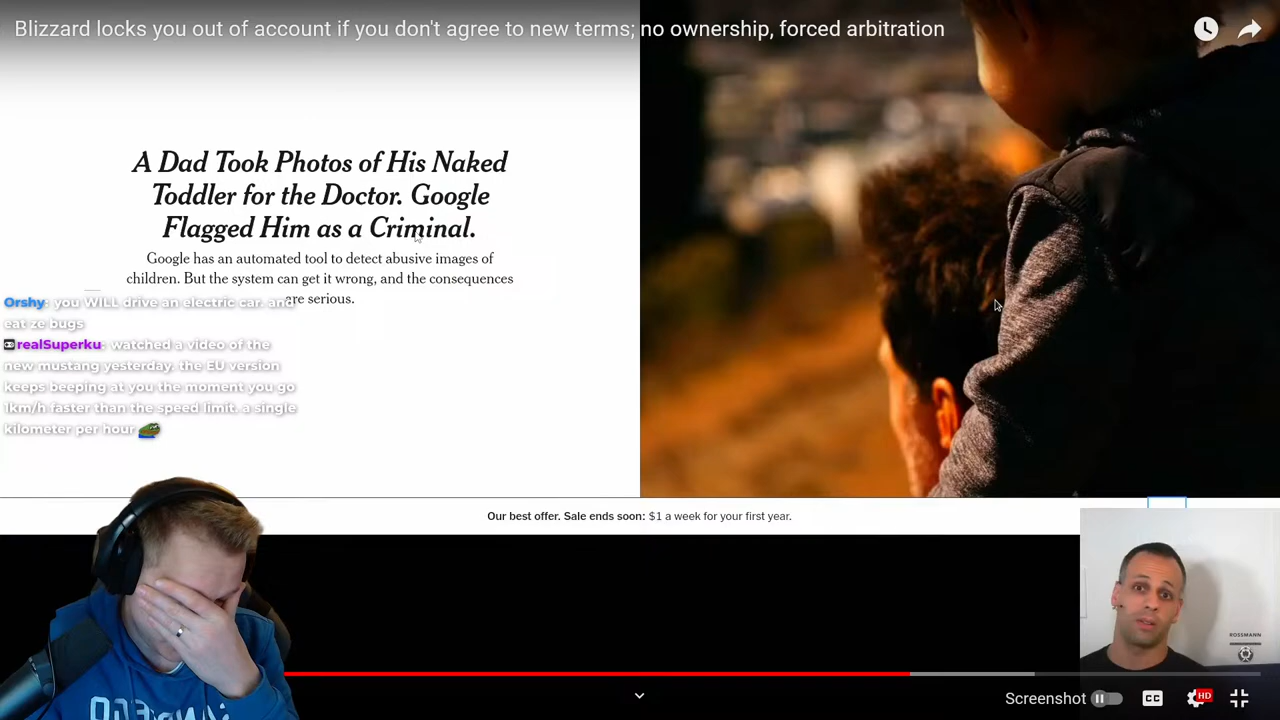 Blizzard locks you out of account if you don't agree to new terms; no ownership, forced arbitration
A Dad Took Photos of His Naked
Toddler for the Doctor. Google
Flagged Him as a Criminal.
Google has an automated tool to detect abusive images of
children. But the system can get it wrong, and the consequences
are serious.
Orshy: you WILL drive an electric car. and
eat ze bugs
realSuperku: watched a video of the
new mustang yesterday. the EU version
keeps beeping at you the moment you go
1km/h faster than the speed limit. a single
kilometer per hour
Our best offer. Sale ends soon: $1 a week for your first year.
ROSSMANN
Screenshot
CC
HD